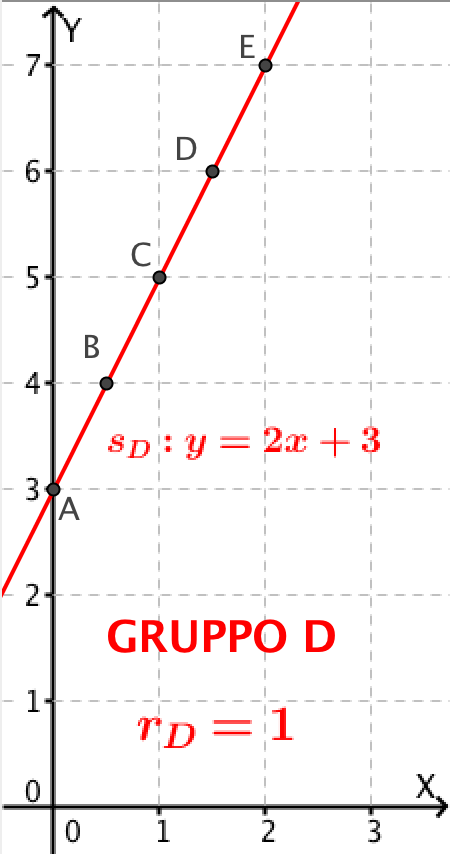 Y
E
7
D
6
C
5
B
4
s_D : y = 2x + 3
3
A
2
GRUPPO D
1
r_D = 1
0
X
0 1 2 3